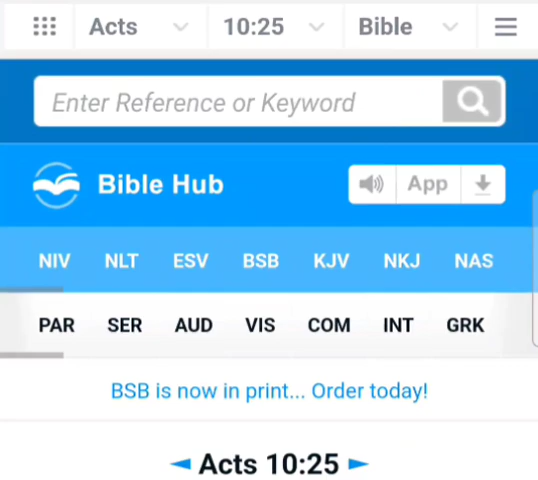 Acts 10:25 Bible
Enter Reference or Keyword
Bible Hub App
NIV NLT ESV BSB KJV NKJ NAS
PAR SER AUD VIS COM INT GRK
BSB is now in print... Order today!
◄ Acts 10:25 ►